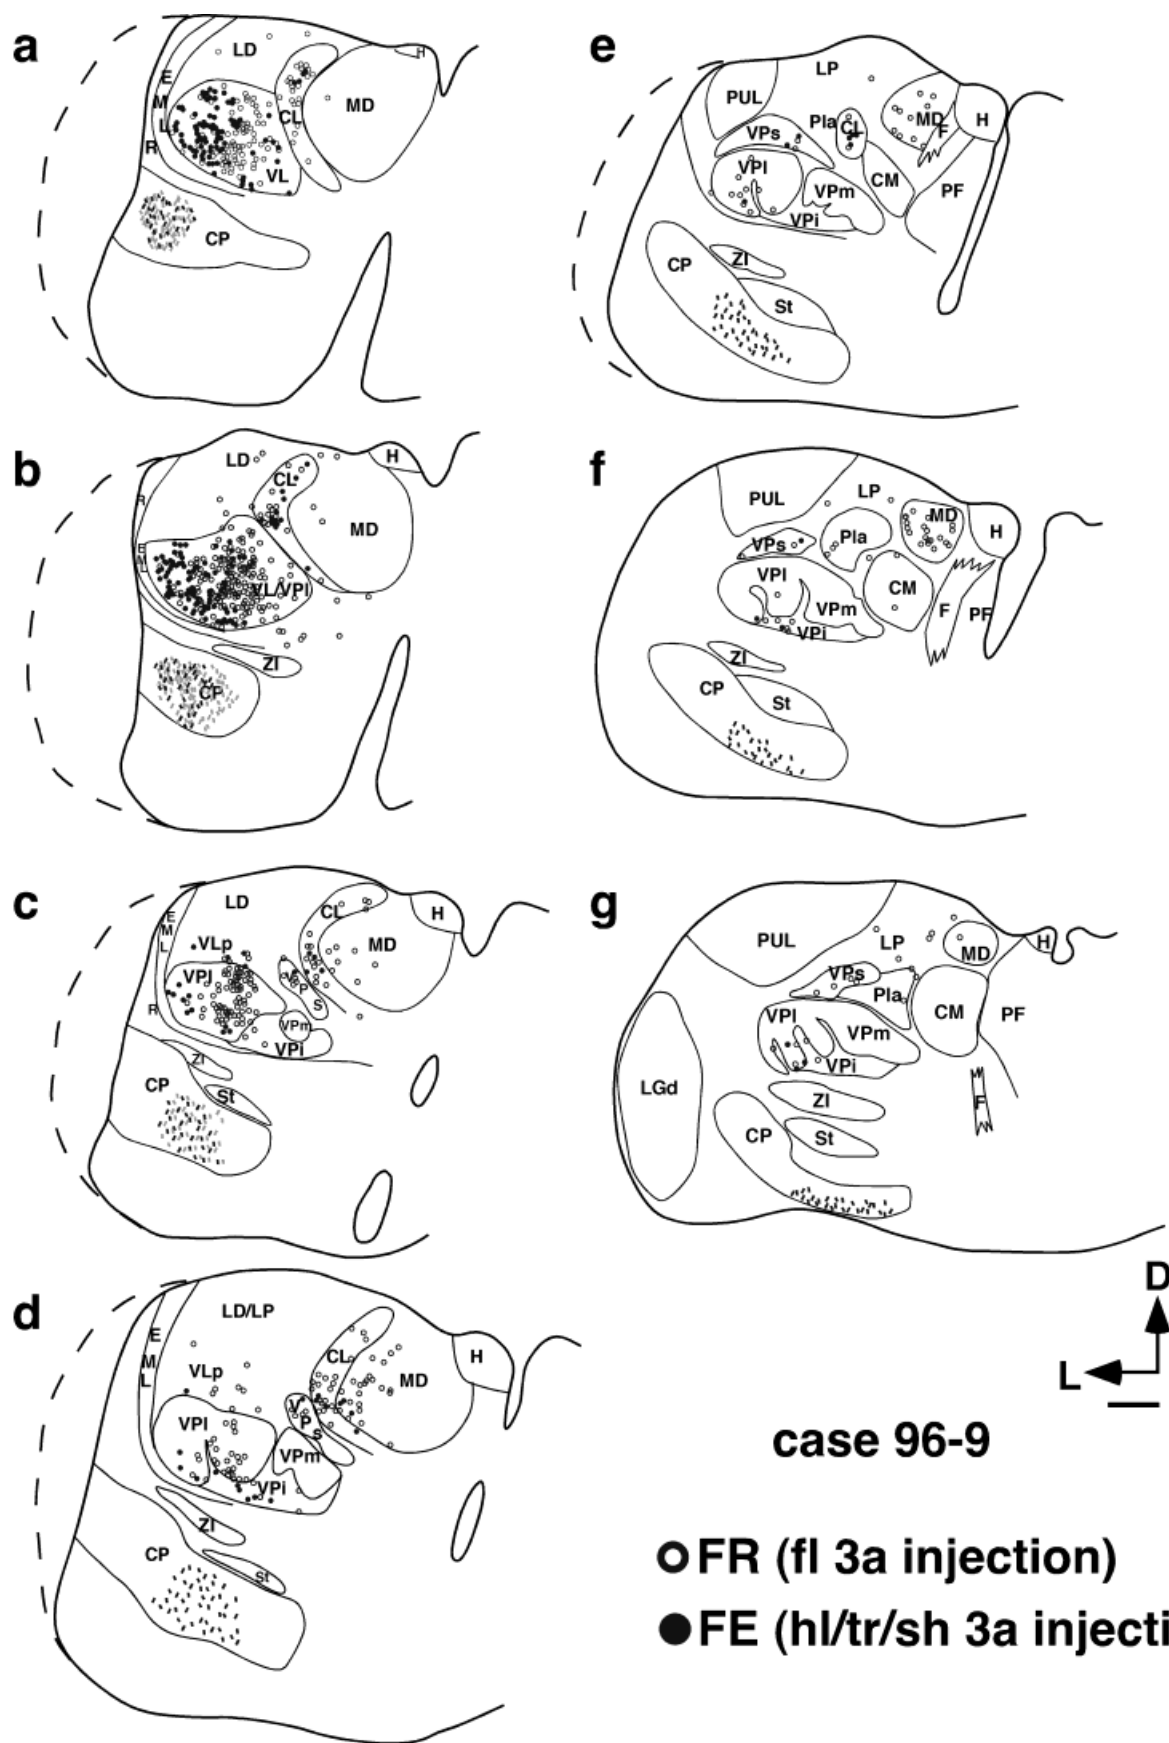 a
LD
H
E
M
L
R
CL
MD
VL
CP
b
LD
H
CL
R
MD
E
M
L
VL/VPl
ZI
CP
c
LD
E
M
L
CL
H
VLp
MD
VPl
V
P
S
R
VPm
VPi
ZI
CP
St
d
LD/LP
E
M
L
CL
H
VLp
MD
V
P
s
VPl
VPm
VPi
ZI
CP
St
e
LP
PUL
MD
F
H
Pla
CL
VPs
VPl
VPm
CM
PF
VPi
ZI
CP
St
f
LP
PUL
MD
H
VPs
Pla
VPl
CM
VPm
F
PF
VPi
ZI
CP
St
g
PUL
LP
MD
H
VPs
Pla
VPl
CM
PF
VPm
VPi
LGd
ZI
F
CP
St
D
L
case 96-9
FR (fl 3a injection)
FE (hl/tr/sh 3a injecti